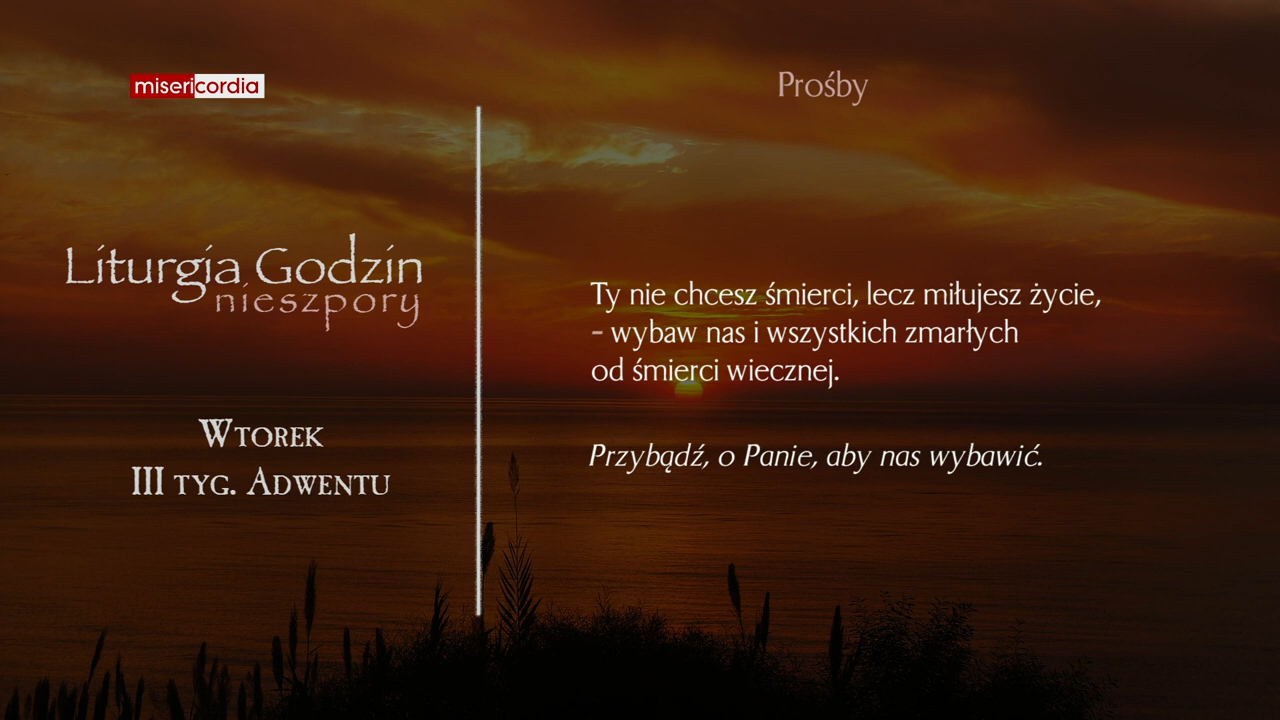 misericordia
Prośby
Liturgia Godzin
nieszpory
Wtorek
III tyg. Adwentu
Ty nie chcesz śmierci, lecz miłujesz życie,
- wybaw nas i wszystkich zmarłych
od śmierci wiecznej.
Przybądź, o Panie, aby nas wybawić.